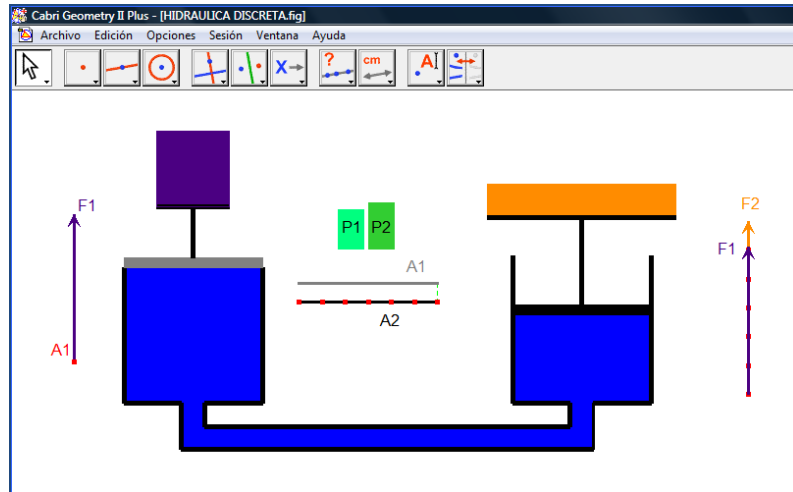 Cabri Geometry II Plus - [HIDRAULICA DISCRETA.fig]
Archivo Edición Opciones Sesión Ventana Ayuda
X ? cm A
F1 F2
P1 P2 F1
A1
A2
A1